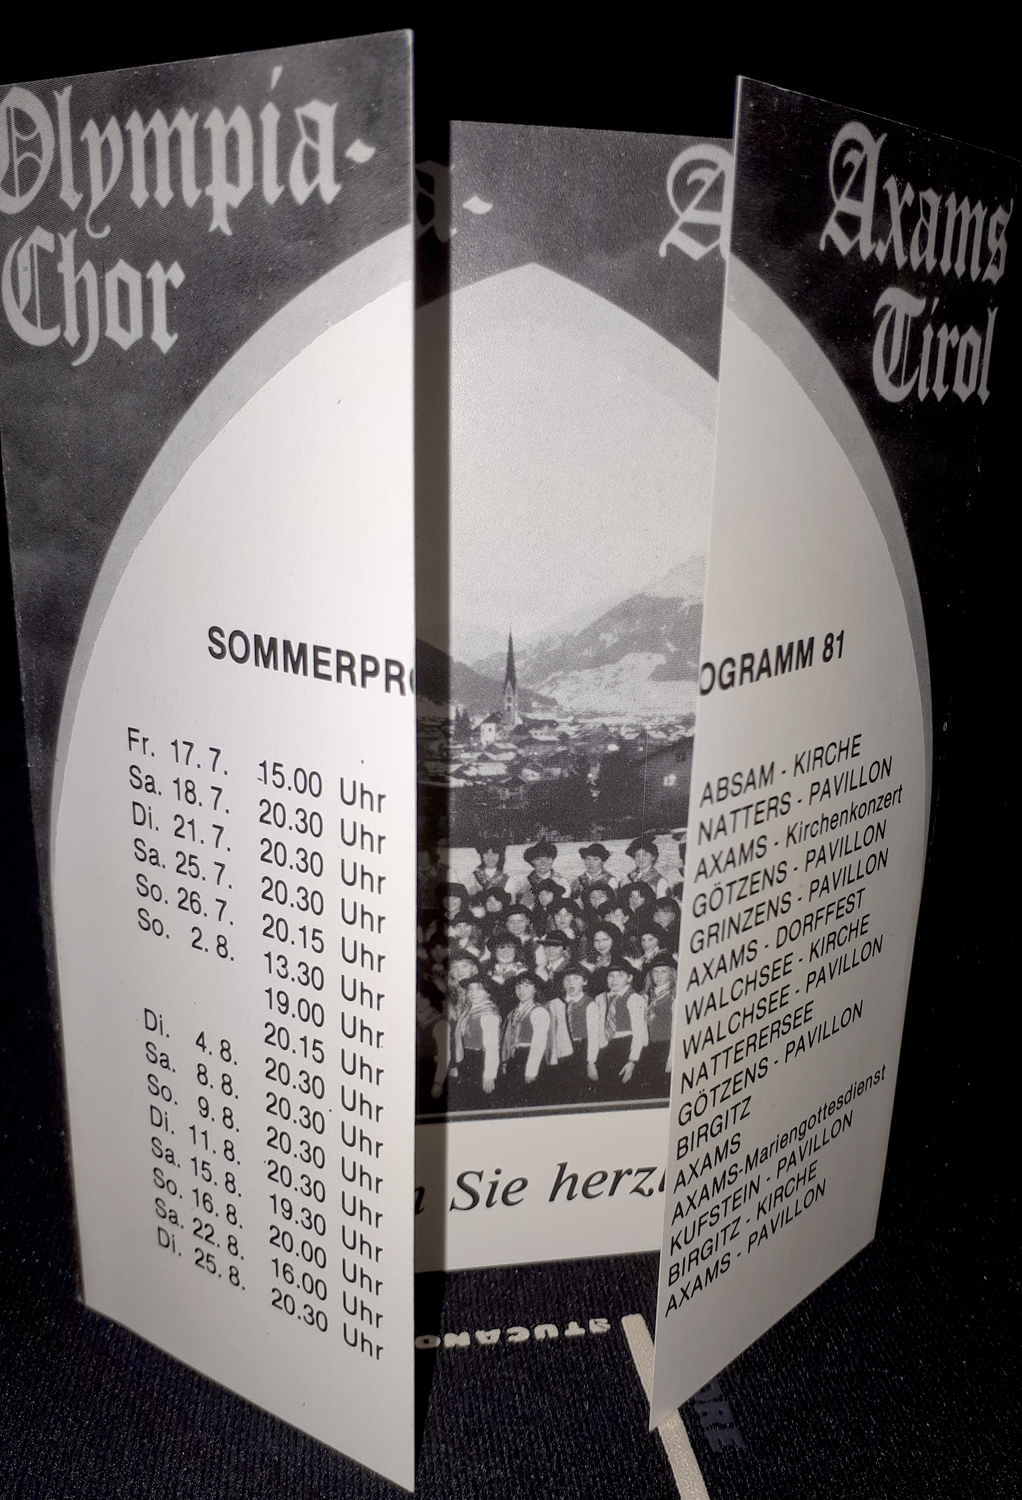 Olympia-
Chor
SOMMERPRO
Fr. 17.7. 15.00 Uhr
Sa. 18.7. 20.30 Uhr
Di. 21.7. 20.30 Uhr
Sa. 25.7. 20.30 Uhr
So. 26.7. 20.15 Uhr
So. 2.8. 13.30 Uhr
19.00 Uhr
20.15 Uhr
Di. 4.8. 20.30 Uhr
Sa. 8.8. 20.30 Uhr
So. 9.8. 20.30 Uhr
Di. 11.8. 20.30 Uhr
Sa. 15.8. 19.30 Uhr
So. 16.8. 20.00 Uhr
Sa. 22.8. 16.00 Uhr
Di. 25.8. 20.30 Uhr
a- A
n Sie herzl
Axams
Tirol
OGRAMM 81
ABSAM - KIRCHE
NATTERS - PAVILLON
AXAMS - Kirchenkonzert
GÖTZENS - PAVILLON
GRINZENS - PAVILLON
AXAMS - DORFFEST
WALCHSEE - KIRCHE
WALCHSEE - PAVILLON
NATTERERSEE
GÖTZENS - PAVILLON
BIRGITZ
AXAMS
AXAMS-Mariengottesdienst
KUFSTEIN - PAVILLON
BIRGITZ - KIRCHE
AXAMS - PAVILLON
STUCANO